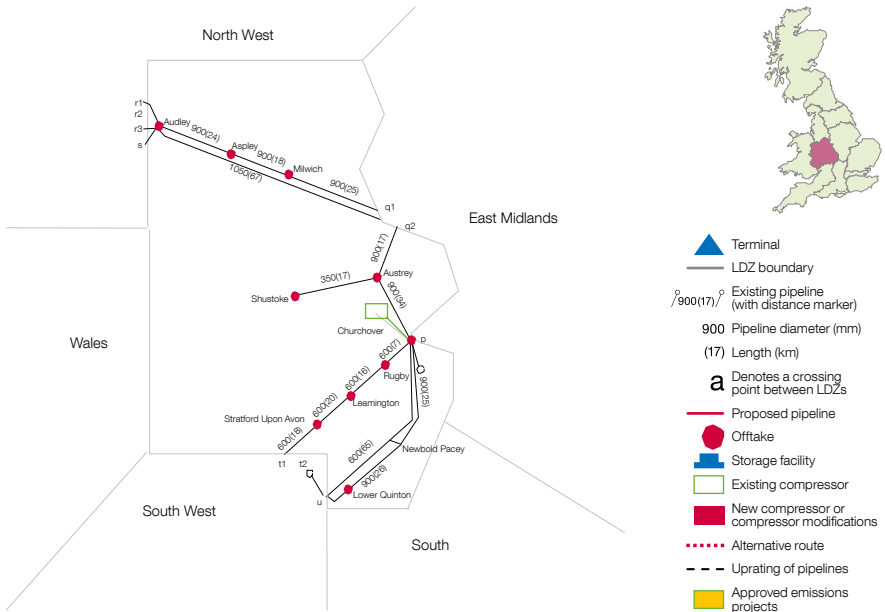 North West
r1
r2
r3
s
Audley
900(24)
Aspley
900(18)
Milwich
1050(67)
900(25)
q1
q2
East Midlands
900(17)
Austrey
350(17)
Shustoke
900(34)
Churchover
p
Wales
600(7)
Rugby
900(25)
600(16)
Leamington
600(20)
Stratford Upon Avon
600(18)
t1
t2
600(65)
Newbold Pacey
900(26)
Lower Quinton
u
South West
South
Terminal
LDZ boundary
900(17)
Existing pipeline
(with distance marker)
900
Pipeline diameter (mm)
(17)
Length (km)
a
Denotes a crossing
point between LDZs
Proposed pipeline
Offtake
Storage facility
Existing compressor
New compressor or
compressor modifications
Alternative route
Uprating of pipelines
Approved emissions
projects